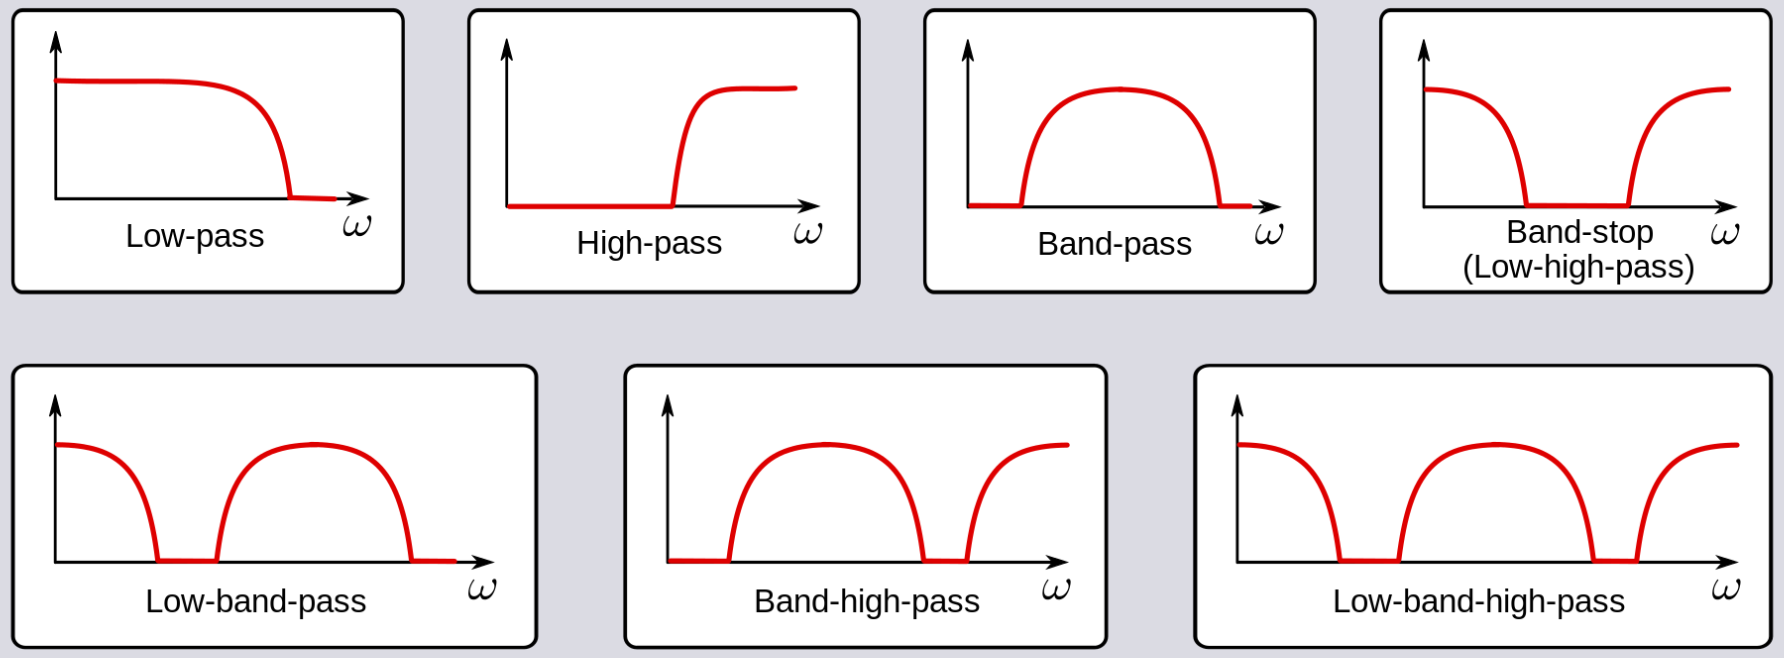 Low-pass
ω
High-pass
ω
Band-pass
ω
Band-stop
(Low-high-pass)
ω
Low-band-pass
ω
Band-high-pass
ω
Low-band-high-pass
ω